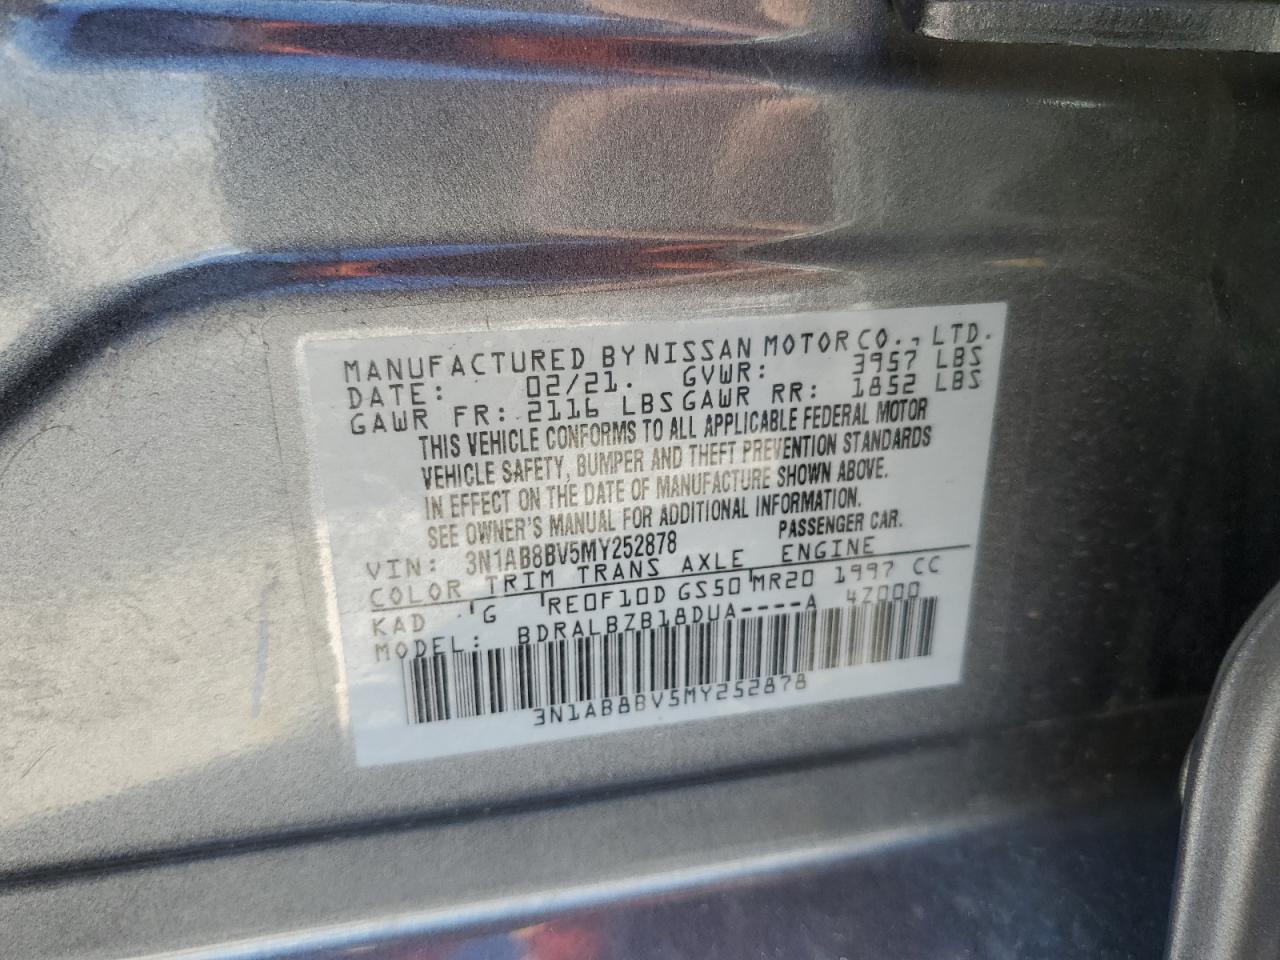 MANUFACTURED BY NISSAN MOTOR CO., LTD.
DATE: 02/21. GVWR: 3957 LBS
GAWR FR: 2116 LBS GAWR RR: 1852 LBS
THIS VEHICLE CONFORMS TO ALL APPLICABLE FEDERAL MOTOR
VEHICLE SAFETY, BUMPER AND THEFT PREVENTION STANDARDS
IN EFFECT ON THE DATE OF MANUFACTURE SHOWN ABOVE.
SEE OWNER'S MANUAL FOR ADDITIONAL INFORMATION.
VIN: 3N1AB8BV5MY252878 PASSENGER CAR.
COLOR TRIM TRANS AXLE ENGINE
KAD G RE0F10D GS50 MR20 1997 CC
MODEL: BDRALBZB18DUA----A 4Z000
3N1AB8BV5MY252878